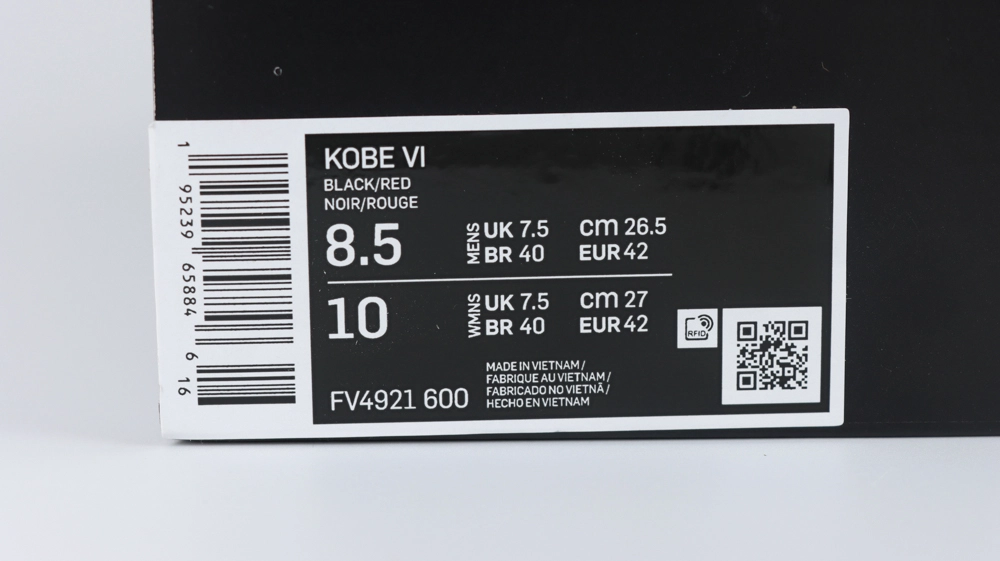 1 95239 65884 6 16
KOBE VI
BLACK/RED
NOIR/ROUGE
8.5 MENS UK 7.5 cm 26.5
BR 40 EUR 42
10 WMNS UK 7.5 cm 27
BR 40 EUR 42
RFID
FV4921 600
MADE IN VIETNAM /
FABRIQUE AU VIETNAM /
FABRICADO NO VIETNÃ /
HECHO EN VIETNAM